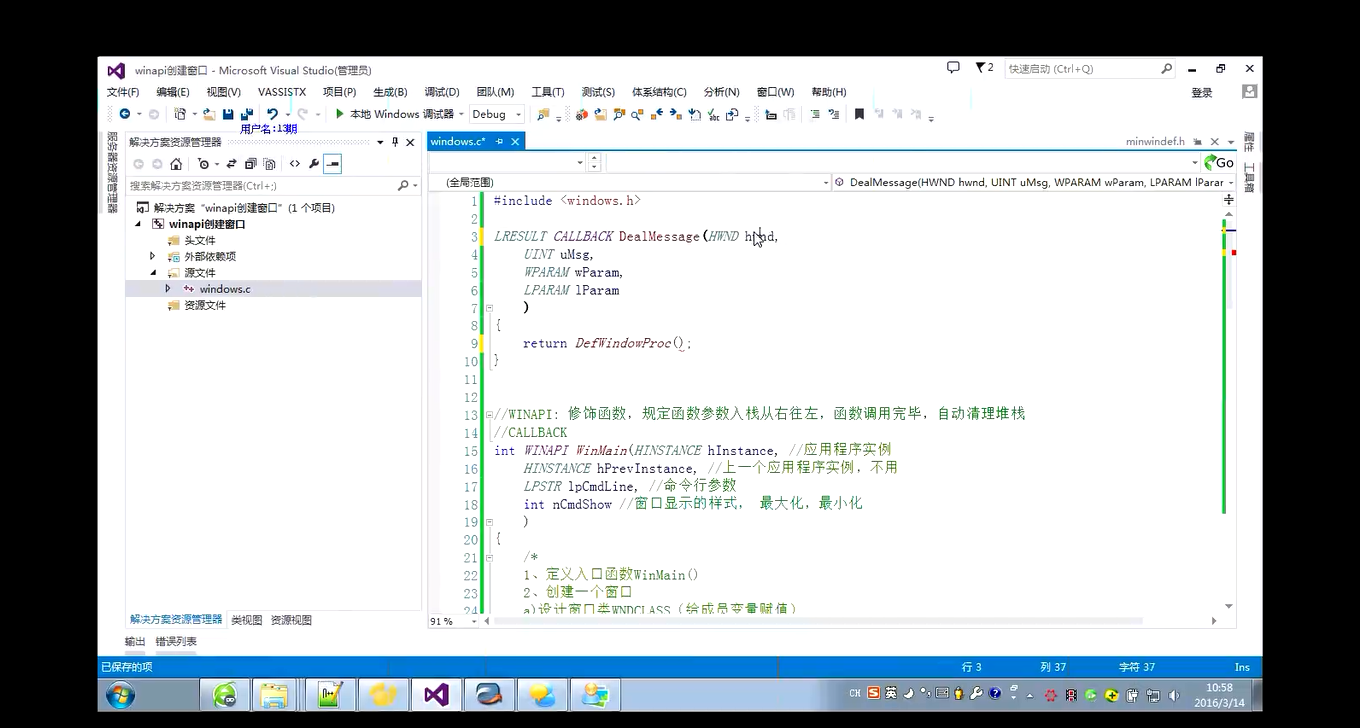 winapi创建窗口 - Microsoft Visual Studio(管理员)
2
快速启动 (Ctrl+Q)
文件(F) 编辑(E) 视图(V) VASSISTX 项目(P) 生成(B) 调试(D) 团队(M) 工具(T) 测试(S) 体系结构(C) 分析(N) 窗口(W) 帮助(H)
登录
本地 Windows 调试器 Debug
用户名:13期
服务器资源管理器
解决方案资源管理器
搜索解决方案资源管理器(Ctrl+;)
解决方案 "winapi创建窗口" (1 个项目)
winapi创建窗口
头文件
外部依赖项
源文件
windows.c
资源文件
解决方案资源管理器 类视图 资源视图
输出 错误列表
windows.c*
minwindef.h
属性
工具箱
Go
(全局范围)
DealMessage(HWND hwnd, UINT uMsg, WPARAM wParam, LPARAM lParar
1 #include <windows.h>
2
3 LRESULT CALLBACK DealMessage(HWND hwnd,
4 UINT uMsg,
5 WPARAM wParam,
6 LPARAM lParam
7 )
8 {
9 return DefWindowProc();
10 }
11
12
13 //WINAPI: 修饰函数，规定函数参数入栈从右往左，函数调用完毕，自动清理堆栈
14 //CALLBACK
15 int WINAPI WinMain(HINSTANCE hInstance, //应用程序实例
16 HINSTANCE hPrevInstance, //上一个应用程序实例，不用
17 LPSTR lpCmdLine, //命令行参数
18 int nCmdShow //窗口显示的样式， 最大化，最小化
19 )
20 {
21 /*
22 1、定义入口函数WinMain()
23 2、创建一个窗口
24 a)设计窗口类WNDCLASS（给成员变量赋值）
91 %
已保存的项
行 3 列 37 字符 37 Ins
CH 英
10:58
2016/3/14